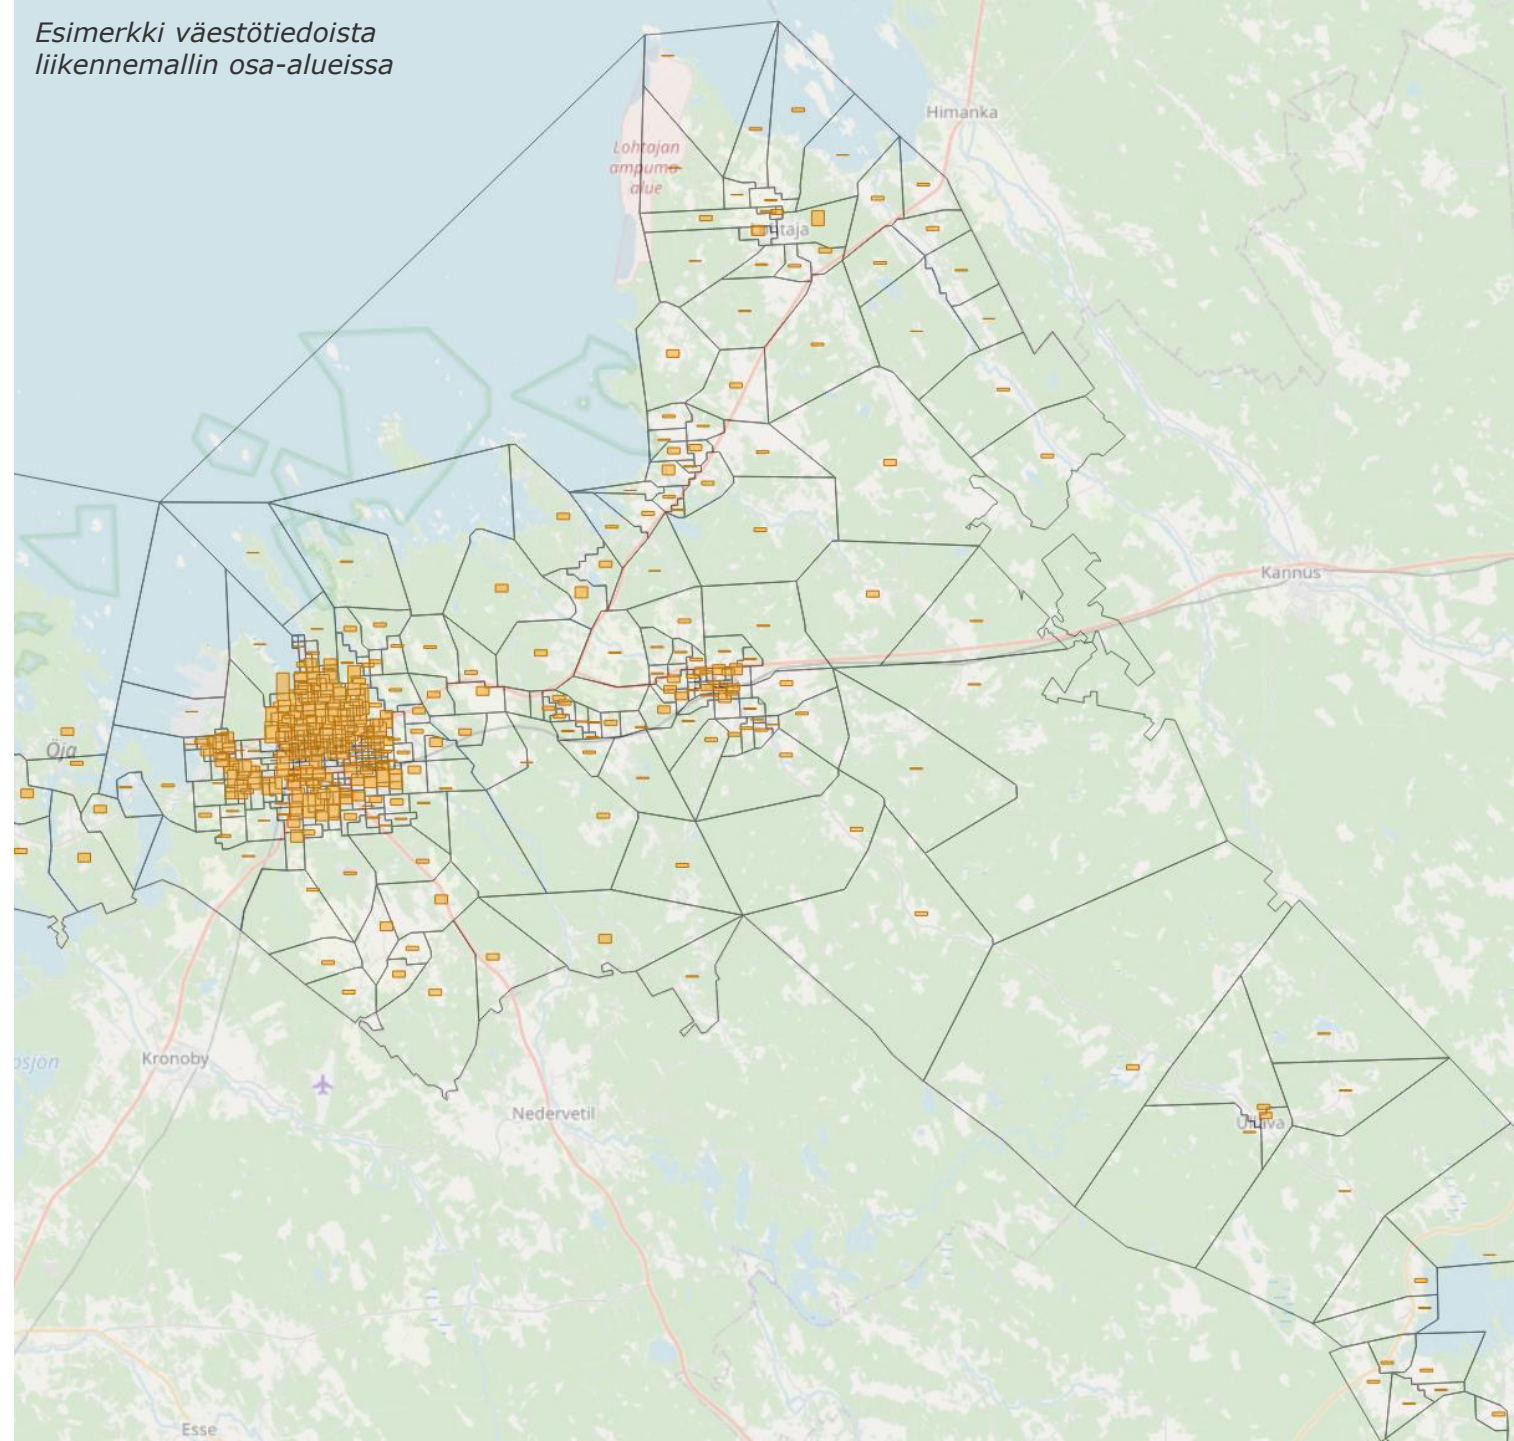 Esimerkki väestötiedoista
liikennemallin osa-alueissa
Himanka
Lohtajan
ampuma-
alue
Kannus
Öja
Kronoby
Nedervetil
Esse